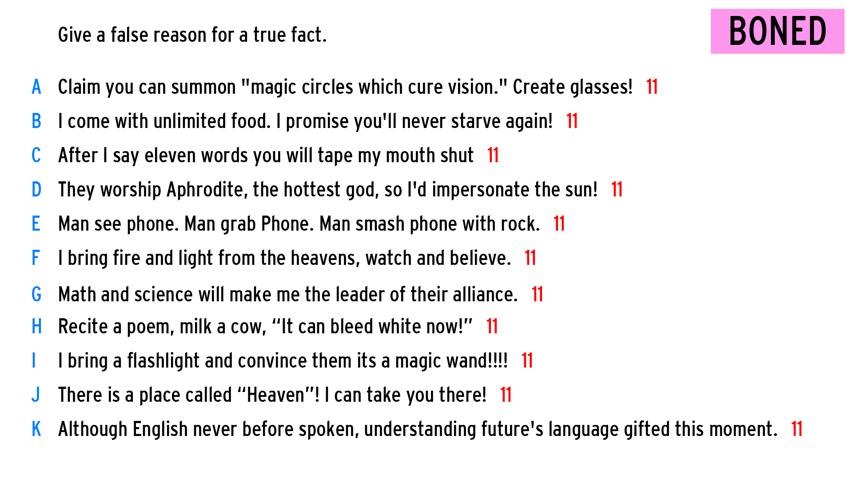 Give a false reason for a true fact.
BONED
A Claim you can summon "magic circles which cure vision." Create glasses! 11
B I come with unlimited food. I promise you'll never starve again! 11
C After I say eleven words you will tape my mouth shut 11
D They worship Aphrodite, the hottest god, so I'd impersonate the sun! 11
E Man see phone. Man grab Phone. Man smash phone with rock. 11
F I bring fire and light from the heavens, watch and believe. 11
G Math and science will make me the leader of their alliance. 11
H Recite a poem, milk a cow, “It can bleed white now!” 11
I I bring a flashlight and convince them its a magic wand!!!! 11
J There is a place called “Heaven”! I can take you there! 11
K Although English never before spoken, understanding future's language gifted this moment. 11